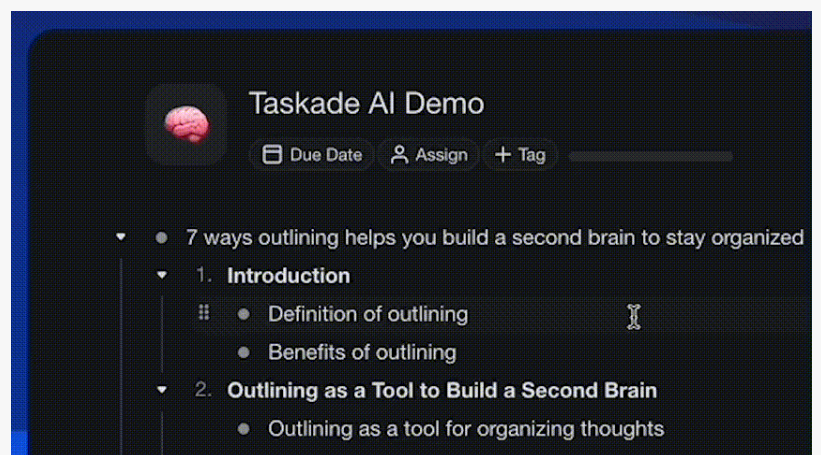 Taskade AI Demo
Due Date Assign + Tag
7 ways outlining helps you build a second brain to stay organized
1. Introduction
Definition of outlining
Benefits of outlining
2. Outlining as a Tool to Build a Second Brain
Outlining as a tool for organizing thoughts